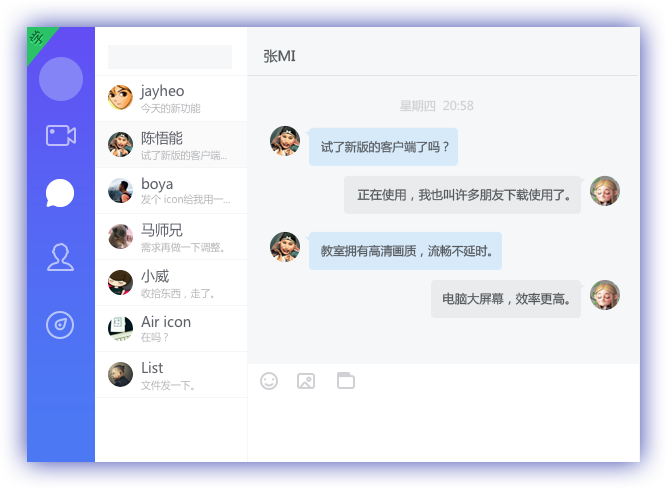 学
jayheo
今天的新功能
陈悟能
试了新版的客户端...
boya
发个 icon给我用一...
马师兄
需求再做一下调整。
小威
收拾东西，走了。
Air icon
在吗？
List
文件发一下。
张MI
星期四 20:58
试了新版的客户端了吗？
正在使用，我也叫许多朋友下载使用了。
教室拥有高清画质，流畅不延时。
电脑大屏幕，效率更高。